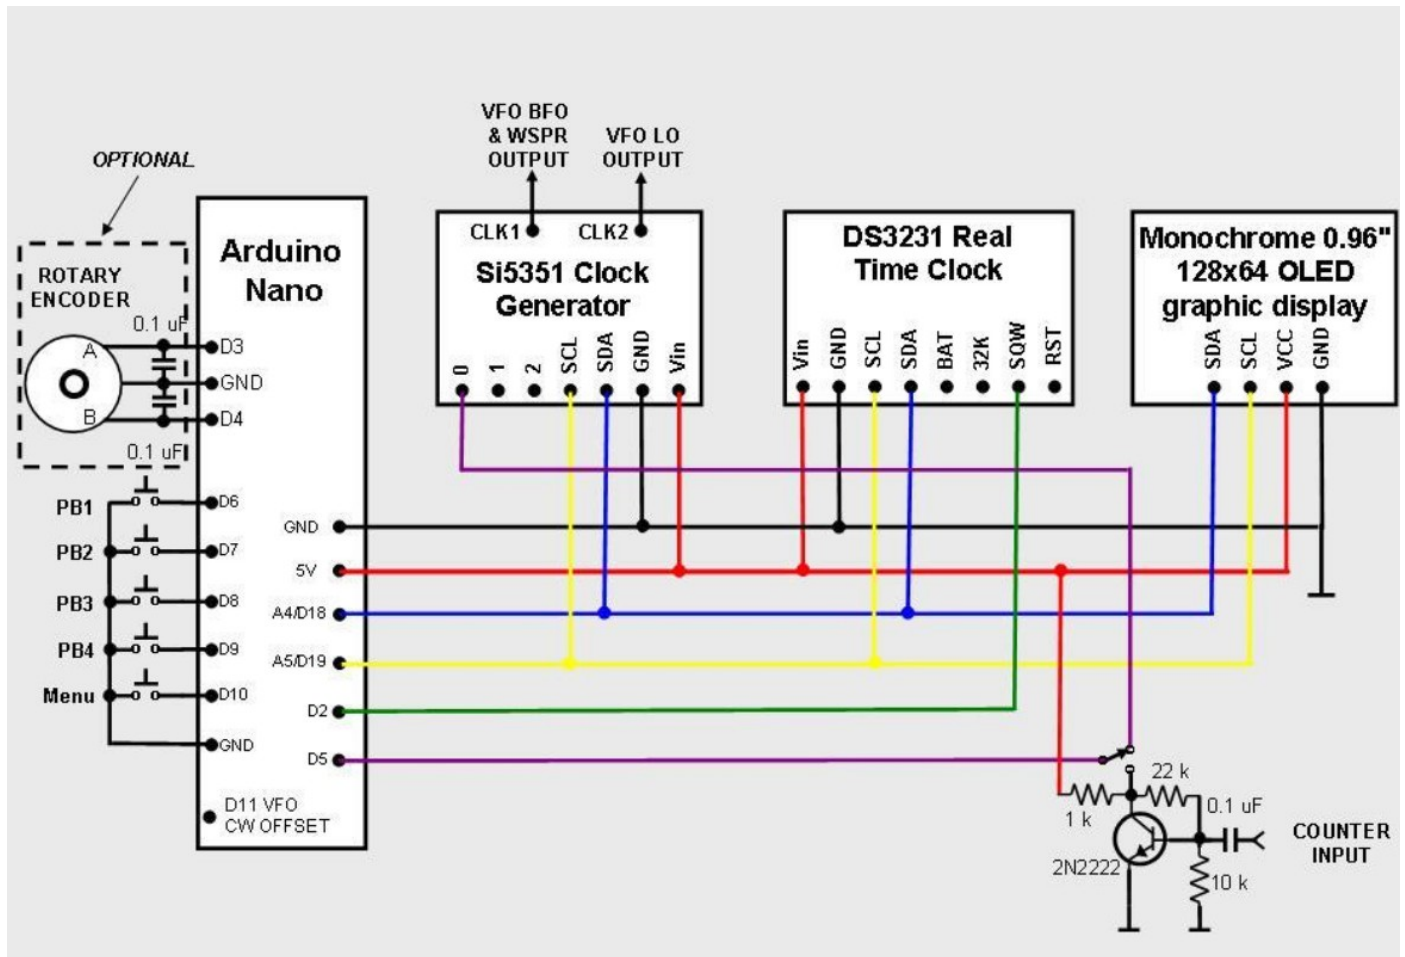 VFO BFO
& WSPR
OUTPUT
VFO LO
OUTPUT
OPTIONAL
ROTARY
ENCODER
0.1 uF
A
B
0.1 uF
Arduino
Nano
D3
GND
D4
PB1
D6
PB2
D7
PB3
D8
PB4
D9
Menu
D10
GND
D11 VFO
CW OFFSET
GND
5V
A4/D18
A5/D19
D2
D5
CLK1
CLK2
Si5351 Clock
Generator
0
1
2
SCL
SDA
GND
Vin
DS3231 Real
Time Clock
Vin
GND
SCL
SDA
BAT
32K
SQW
RST
Monochrome 0.96"
128x64 OLED
graphic display
SDA
SCL
VCC
GND
22 k
1 k
0.1 uF
COUNTER
INPUT
2N2222
10 k